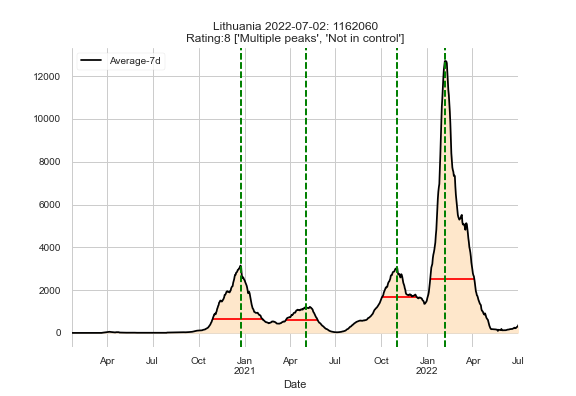 Lithuania 2022-07-02: 1162060
Rating:8 ['Multiple peaks', 'Not in control']
Average-7d
12000
10000
8000
6000
4000
2000
0
Apr Jul Oct Jan Apr Jul Oct Jan Apr Jul
2021 2022
Date